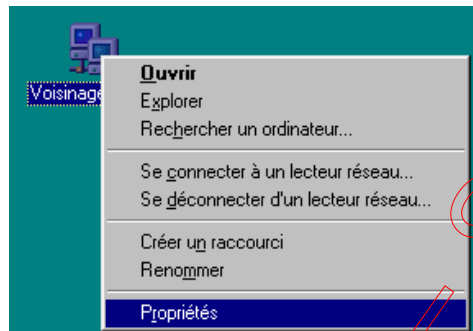 Voisinage
Ouvrir
Explorer
Rechercher un ordinateur...
Se connecter à un lecteur réseau...
Se déconnecter d'un lecteur réseau...
Créer un raccourci
Renommer
Propriétés